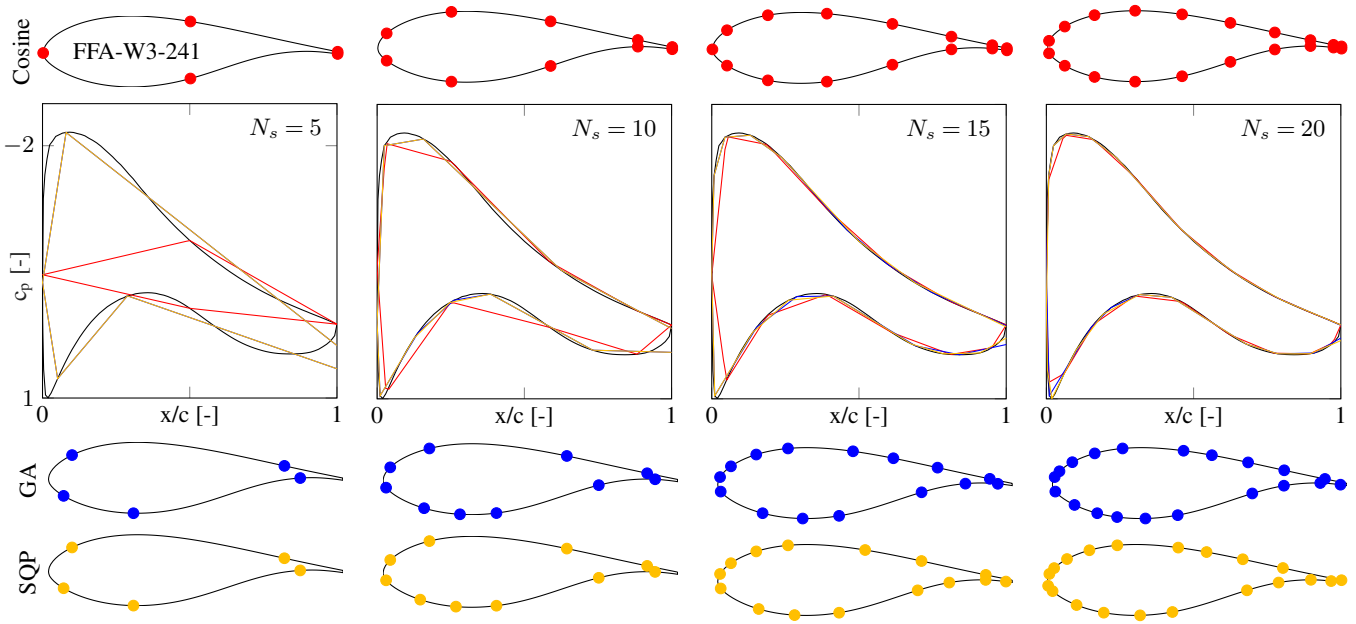 Cosine
FFA-W3-241
N_s = 5
N_s = 10
N_s = 15
N_s = 20
−2
c_p [-]
1
0
x/c [-]
1
0
x/c [-]
1
0
x/c [-]
1
0
x/c [-]
1
GA
SQP